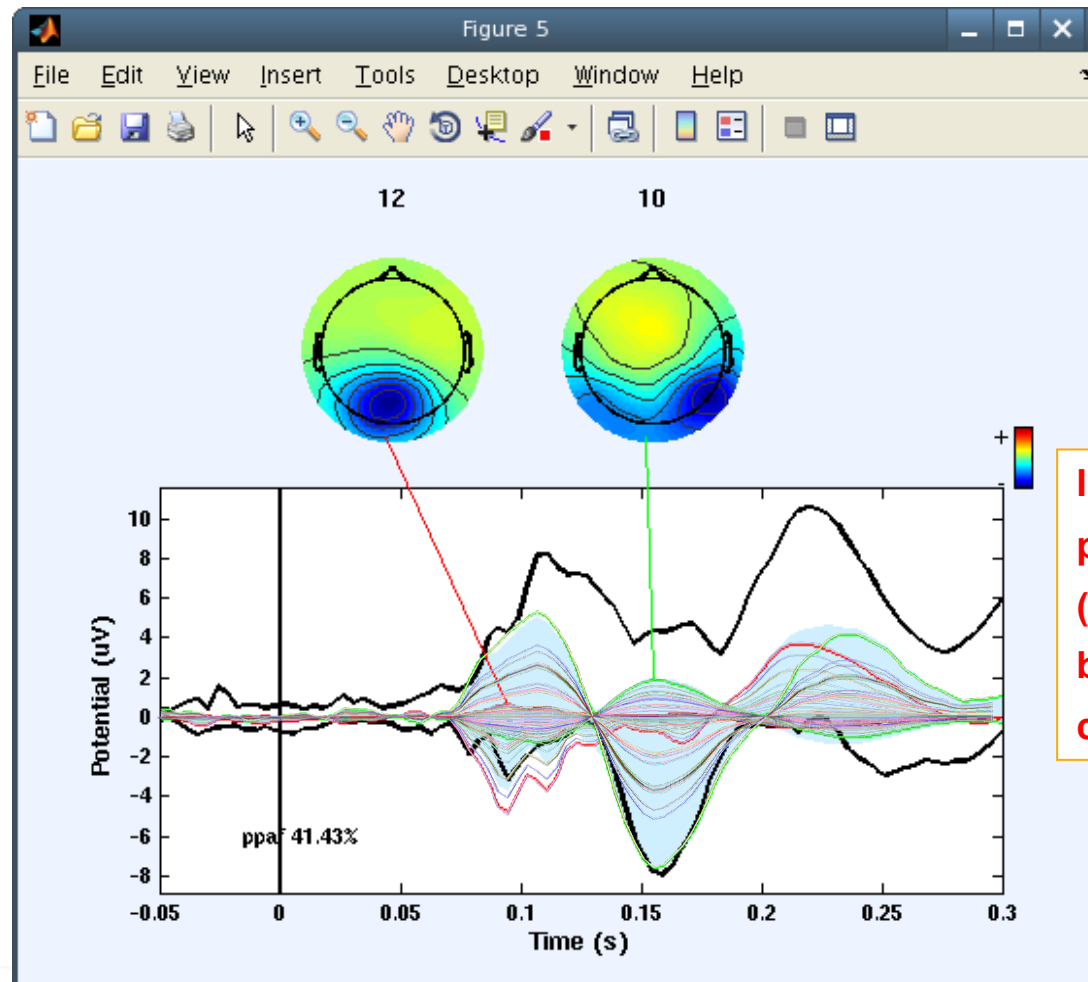 Figure 5
File Edit View Insert Tools Desktop Window Help
12 10
+
-
10
8
6
4
2
0
-2
-4
-6
-8
Potential (uV)
ppaf 41.43%
-0.05 0 0.05 0.1 0.15 0.2 0.25 0.3
Time (s)